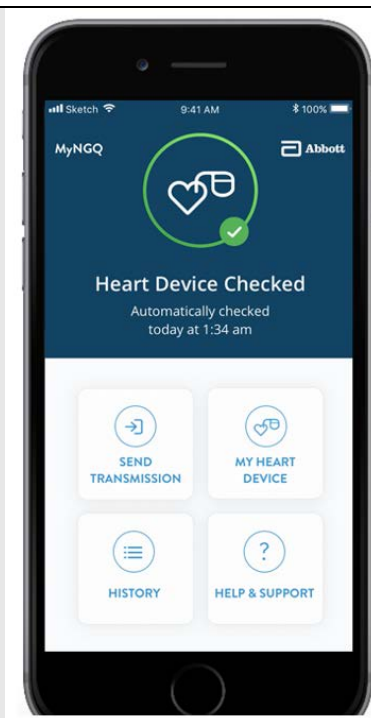 Sketch 9:41 AM 100%
MyNGQ Abbott
Heart Device Checked
Automatically checked
today at 1:34 am
SEND
TRANSMISSION
MY HEART
DEVICE
HISTORY
HELP & SUPPORT